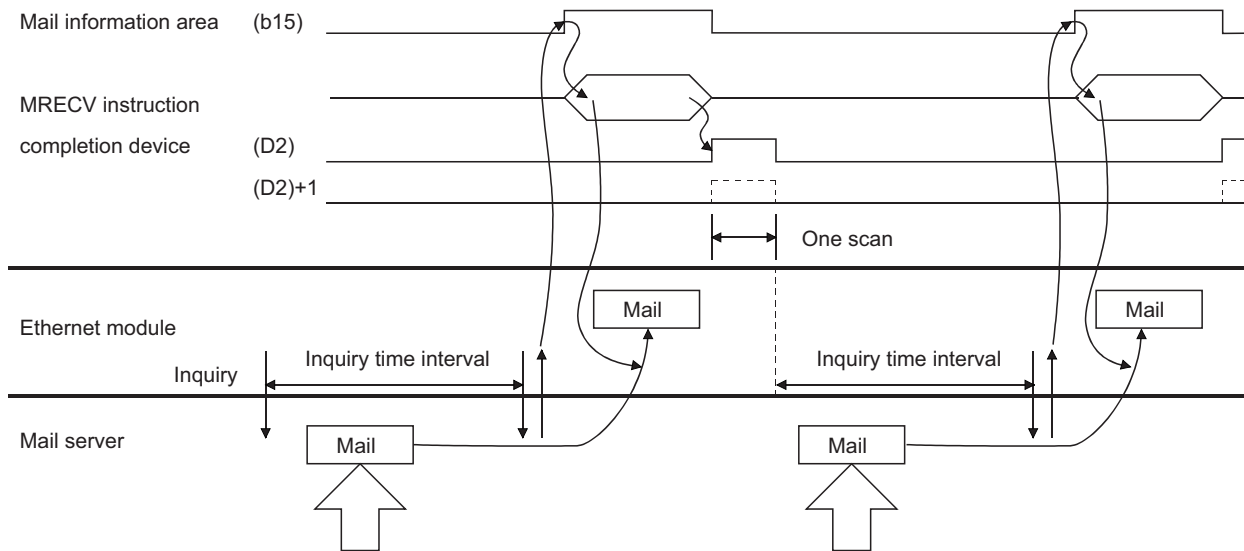 Mail information area (b15)
MRECV instruction
completion device (D2)
(D2)+1
One scan
Mail Mail
Ethernet module
Inquiry time interval Inquiry time interval
Inquiry
Mail server Mail Mail